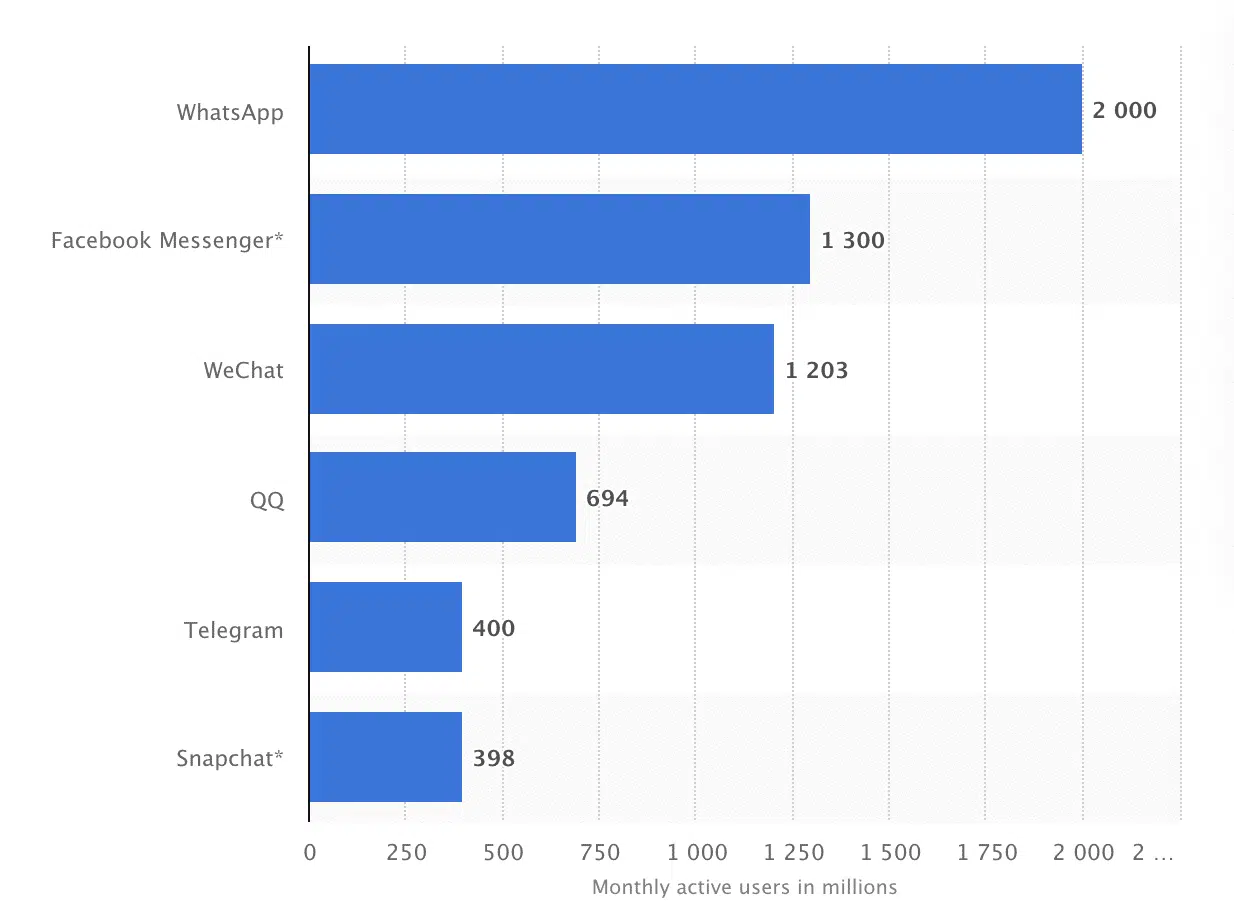 WhatsApp 2 000
Facebook Messenger* 1 300
WeChat 1 203
QQ 694
Telegram 400
Snapchat* 398
0 250 500 750 1 000 1 250 1 500 1 750 2 000 2 ...
Monthly active users in millions